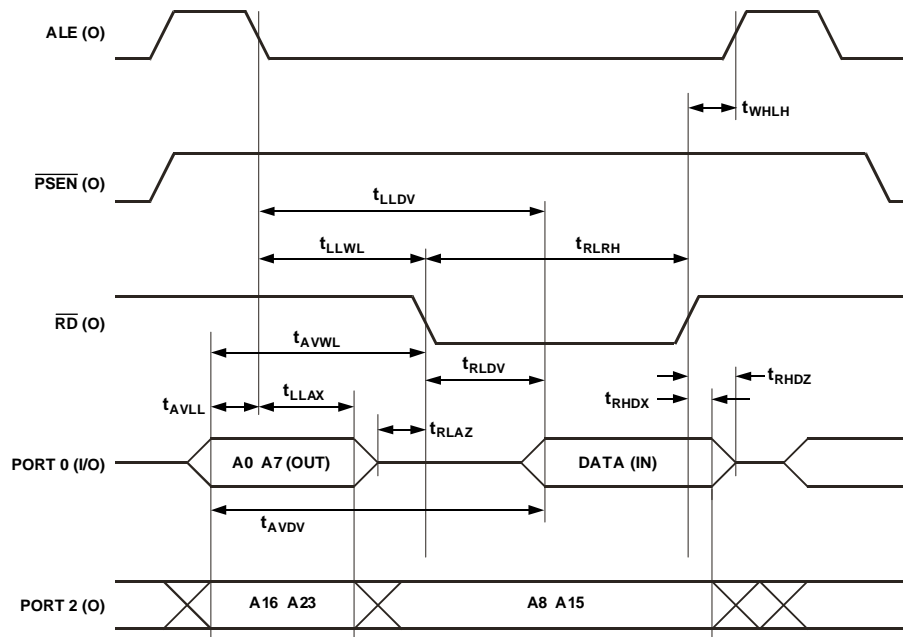 ALE (O)
tWHLH
PSEN (O)
tLLDV
tLLWL
tRLRH
RD (O)
tAVWL
tRLDV
tRHDZ
tAVLL
tLLAX
tRHDX
tRLAZ
PORT 0 (I/O)
A0 A7 (OUT)
DATA (IN)
tAVDV
PORT 2 (O)
A16 A23
A8 A15